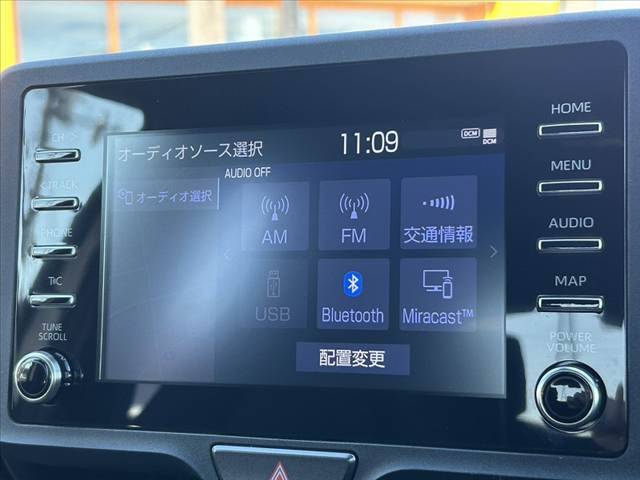 CH >
< TRACK
PHONE
T/C
TUNE
SCROLL
オーディオソース選択
11:09
DCM
DCM
AUDIO OFF
オーディオ選択
AM
FM
交通情報
USB
Bluetooth
Miracast™
配置変更
HOME
MENU
AUDIO
MAP
POWER
VOLUME